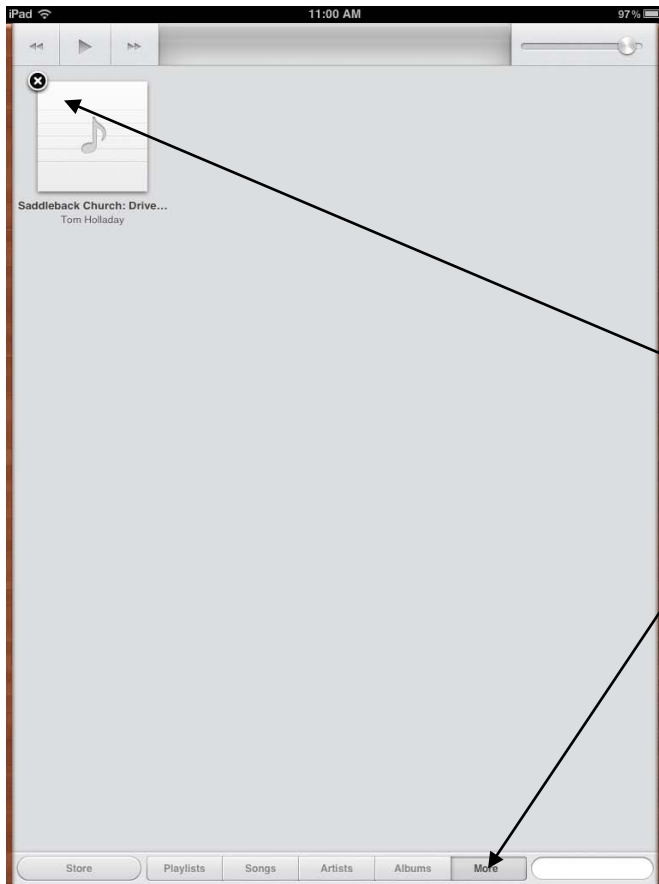 iPad 11:00 AM 97%
Saddleback Church: Drive...
Tom Holladay
Store Playlists Songs Artists Albums More